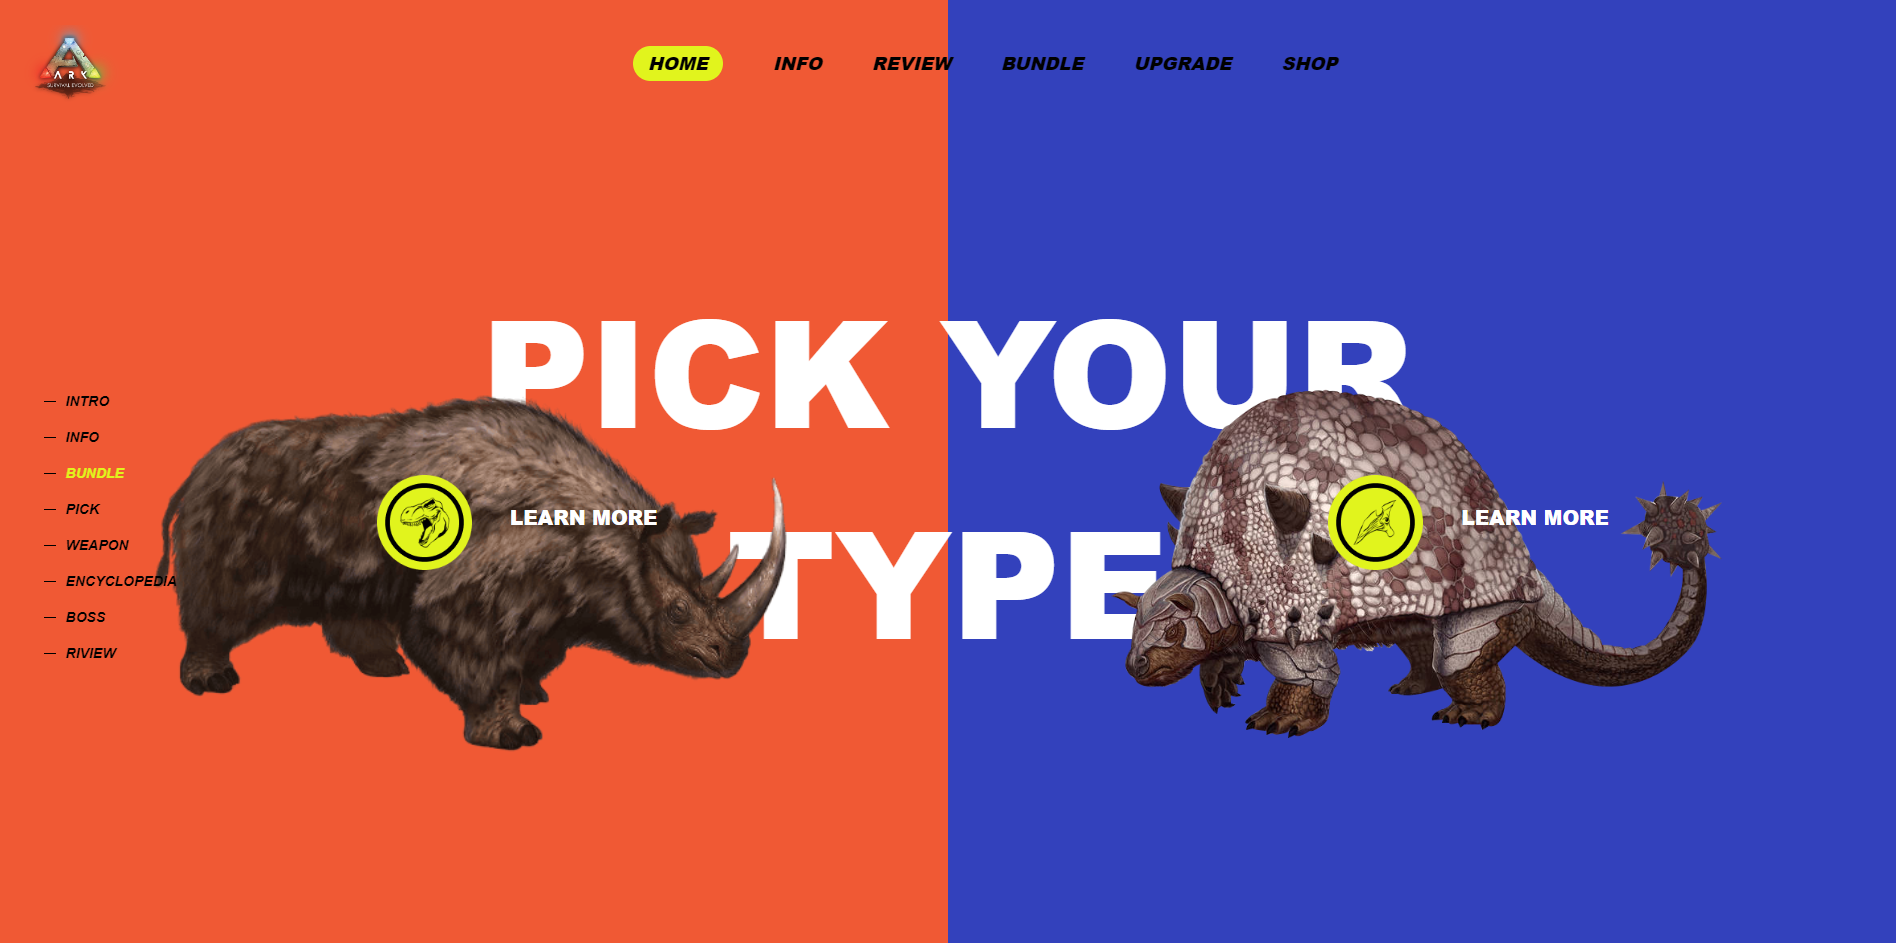 ARK
SURVIVAL EVOLVED
HOME
INFO
REVIEW
BUNDLE
UPGRADE
SHOP
PICK YOUR
TYPE
INTRO
INFO
BUNDLE
PICK
WEAPON
ENCYCLOPEDIA
BOSS
RIVIEW
LEARN MORE
LEARN MORE